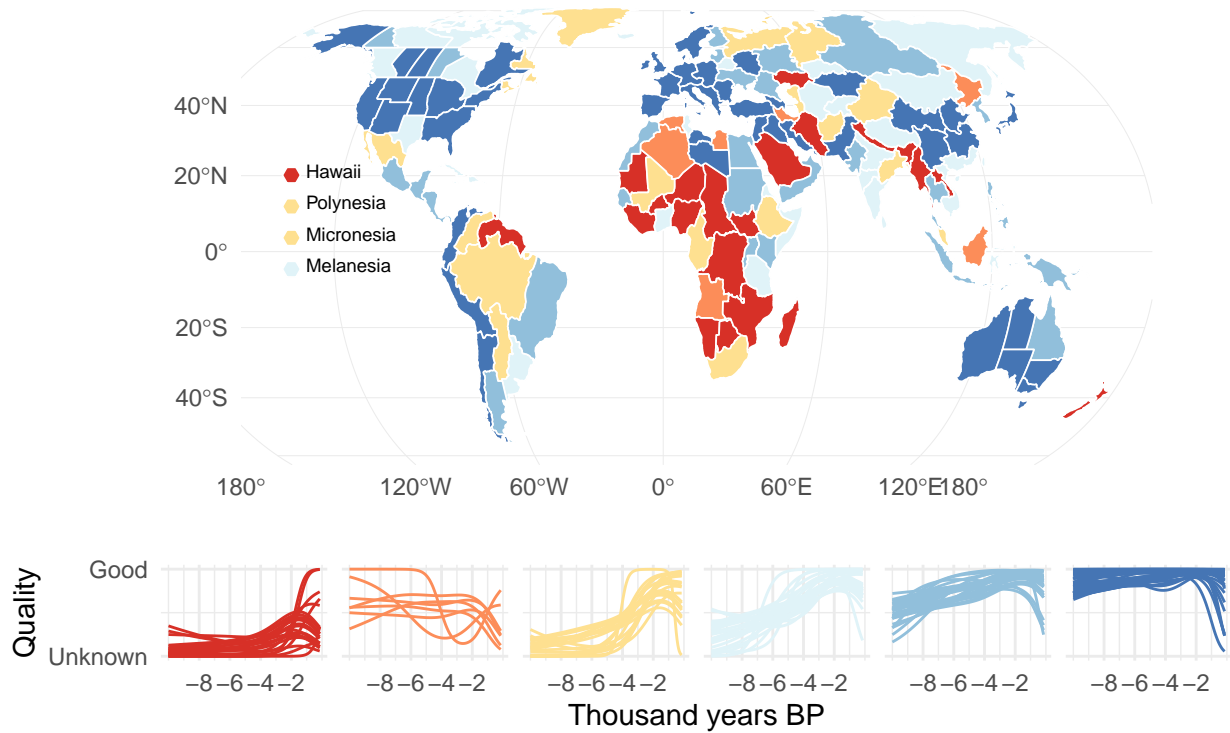 40°N
20°N
0°
20°S
40°S
Hawaii
Polynesia
Micronesia
Melanesia
180° 120°W 60°W 0° 60°E 120°E180°
Quality
Good
Unknown
−8−6−4−2 −8−6−4−2 −8−6−4−2 −8−6−4−2 −8−6−4−2 −8−6−4−2
Thousand years BP